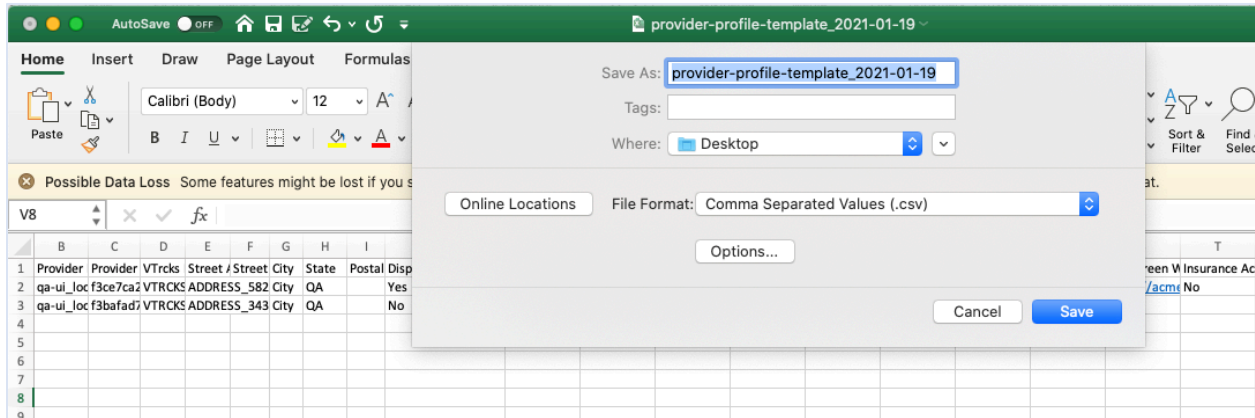 AutoSave OFF
provider-profile-template_2021-01-19
Home Insert Draw Page Layout Formulas
Save As: provider-profile-template_2021-01-19
Tags:
Where: Desktop
Calibri (Body) 12
Paste
B I U A
Sort & Filter
Find
Selec
Possible Data Loss Some features might be lost if you s
at.
Online Locations File Format: Comma Separated Values (.csv)
V8 fx
Options...
Cancel Save
B C D E F G H I T
1 Provider Provider VTrcks Street A Street City State Postal Disp reen W Insurance Ac
2 qa-ui_loc f3ce7ca2 VTRCKS ADDRESS_582 City QA Yes /acme No
3 qa-ui_loc f3bafad7 VTRCKS ADDRESS_343 City QA No
4
5
6
7
8
9